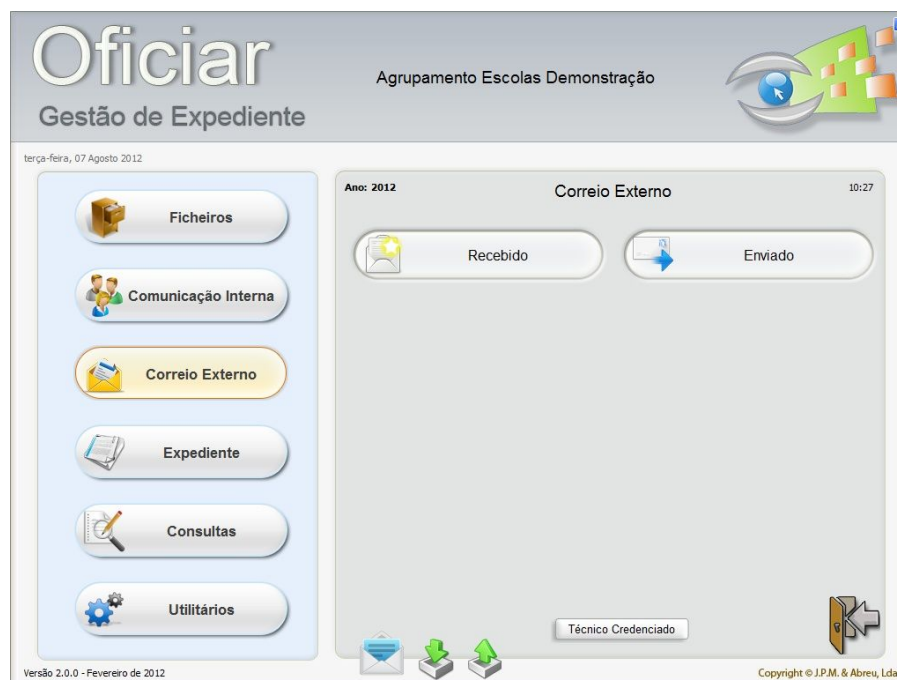 Oficiar
Gestão de Expediente
Agrupamento Escolas Demonstração
terça-feira, 07 Agosto 2012
Ficheiros
Comunicação Interna
Correio Externo
Expediente
Consultas
Utilitários
Ano: 2012
Correio Externo
10:27
Recebido
Enviado
Técnico Credenciado
Versão 2.0.0 - Fevereiro de 2012
Copyright © J.P.M. & Abreu, Lda